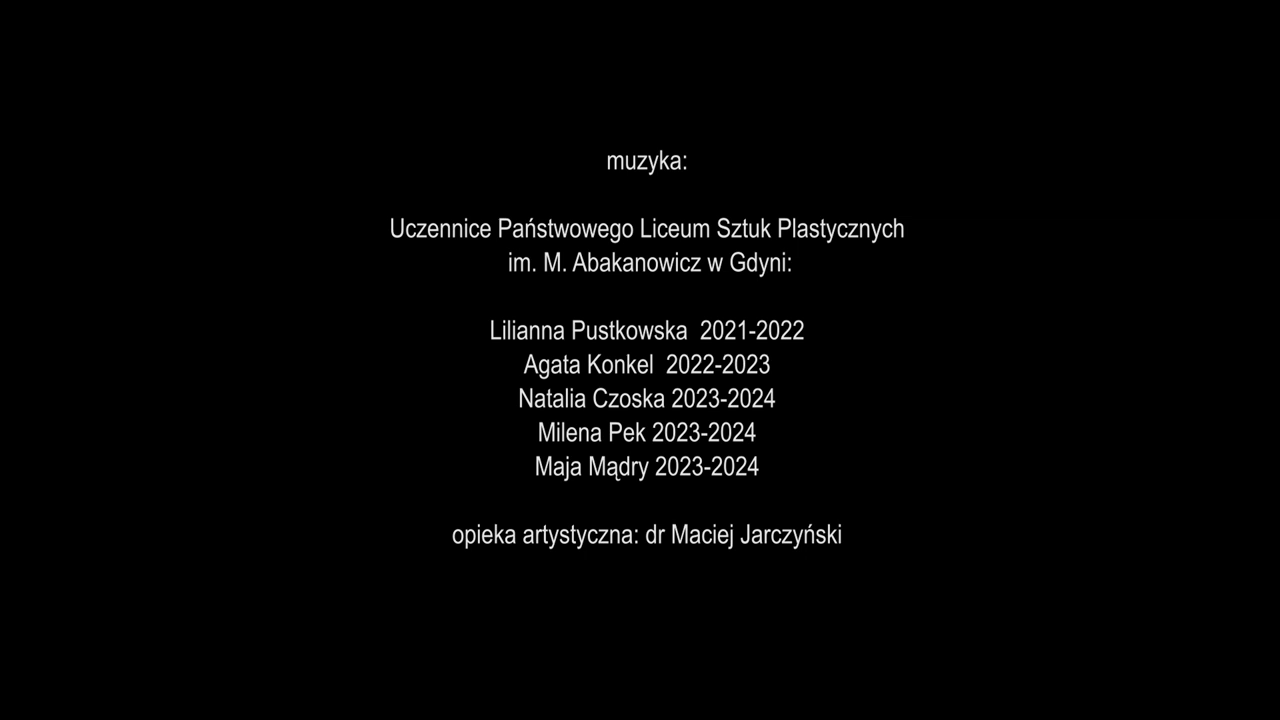 muzyka:
Uczennice Państwowego Liceum Sztuk Plastycznych
im. M. Abakanowicz w Gdyni:
Lilianna Pustkowska  2021-2022
Agata Konkel  2022-2023
Natalia Czoska 2023-2024
Milena Pek 2023-2024
Maja Mądry 2023-2024
opieka artystyczna: dr Maciej Jarczyński